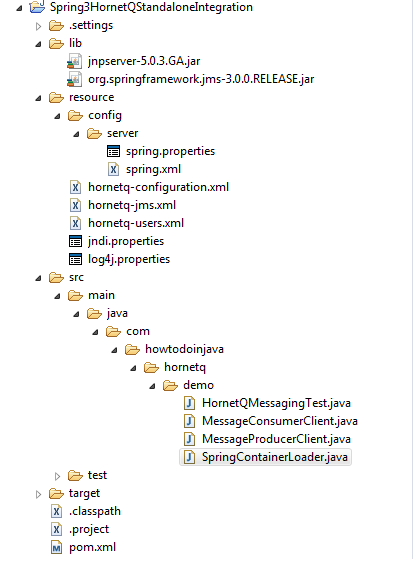 Spring3HornetQStandaloneIntegration
.settings
lib
jnpserver-5.0.3.GA.jar
org.springframework.jms-3.0.0.RELEASE.jar
resource
config
server
spring.properties
spring.xml
hornetq-configuration.xml
hornetq-jms.xml
hornetq-users.xml
jndi.properties
log4j.properties
src
main
java
com
howtodoinjava
hornetq
demo
HornetQMessagingTest.java
MessageConsumerClient.java
MessageProducerClient.java
SpringContainerLoader.java
test
target
.classpath
.project
pom.xml